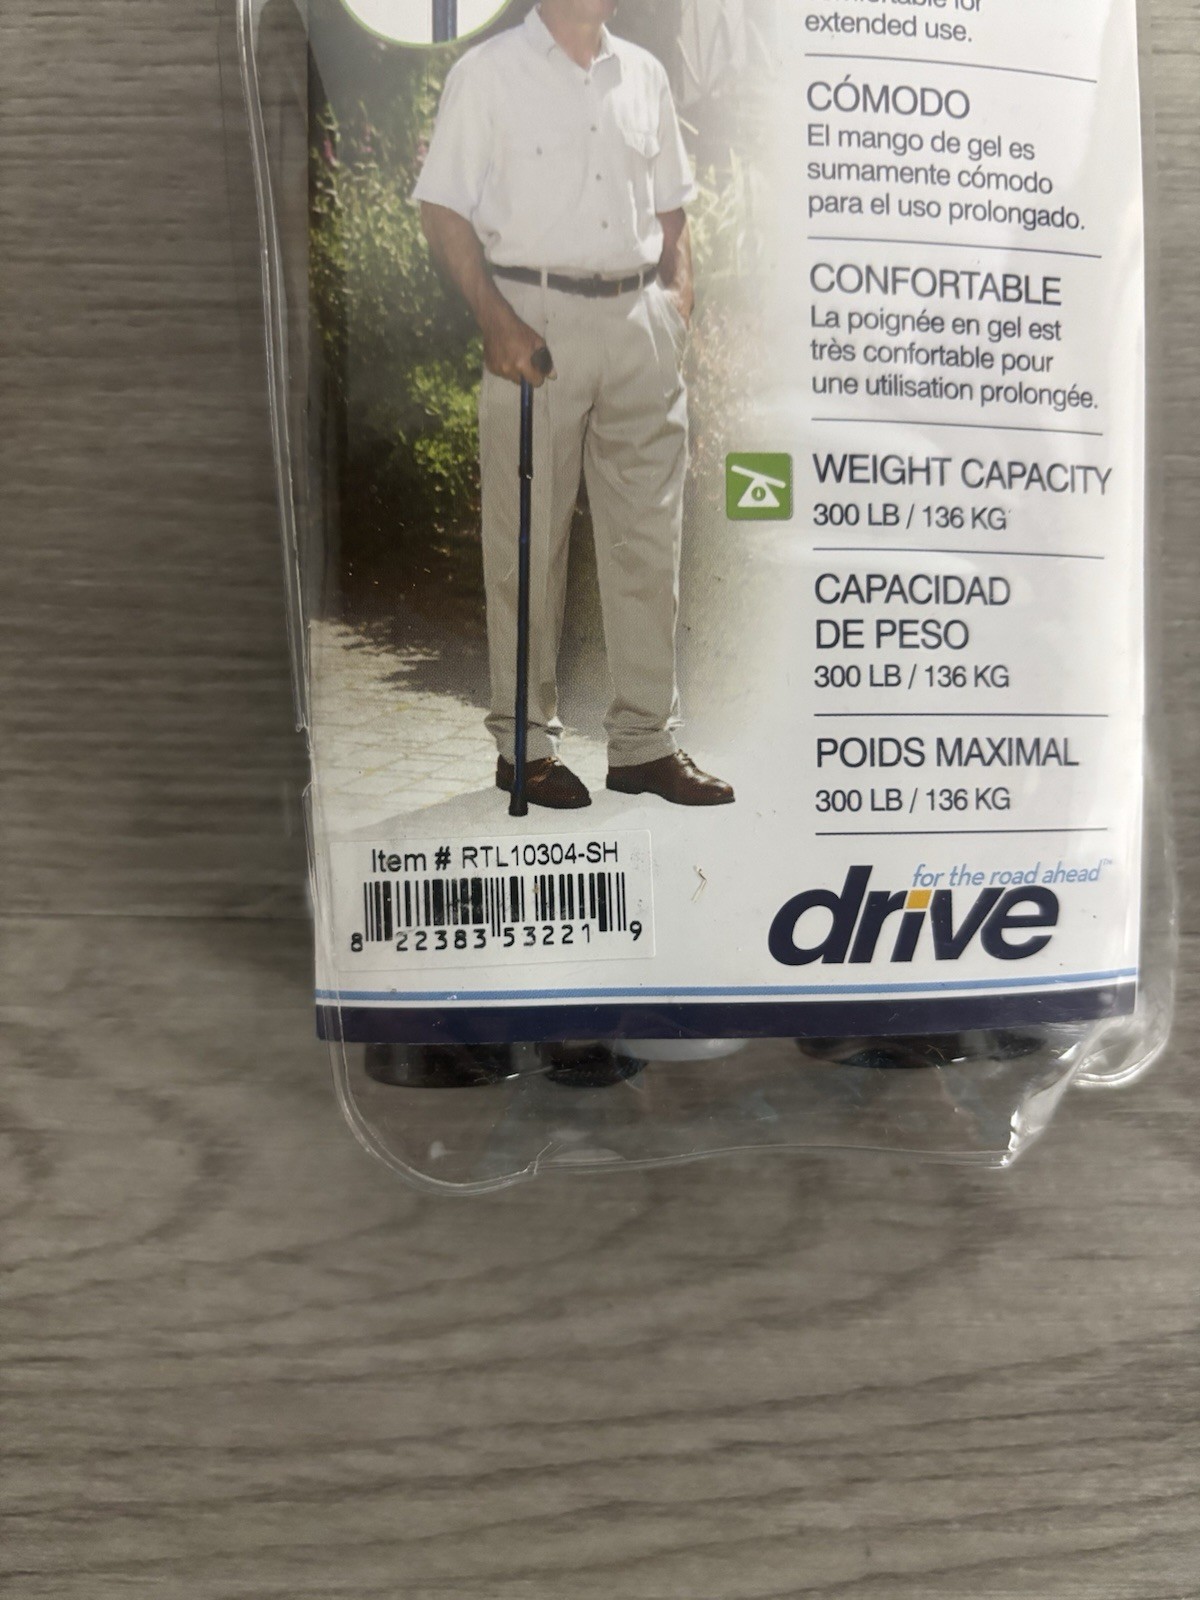 for
extended use.
CÓMODO
El mango de gel es
sumamente cómodo
para el uso prolongado.
CONFORTABLE
La poignée en gel est
très confortable pour
une utilisation prolongée.
WEIGHT CAPACITY
300 LB / 136 KG
CAPACIDAD
DE PESO
300 LB / 136 KG
POIDS MAXIMAL
300 LB / 136 KG
Item # RTL10304-SH
8 22383 53221 9
for the road ahead™
drive